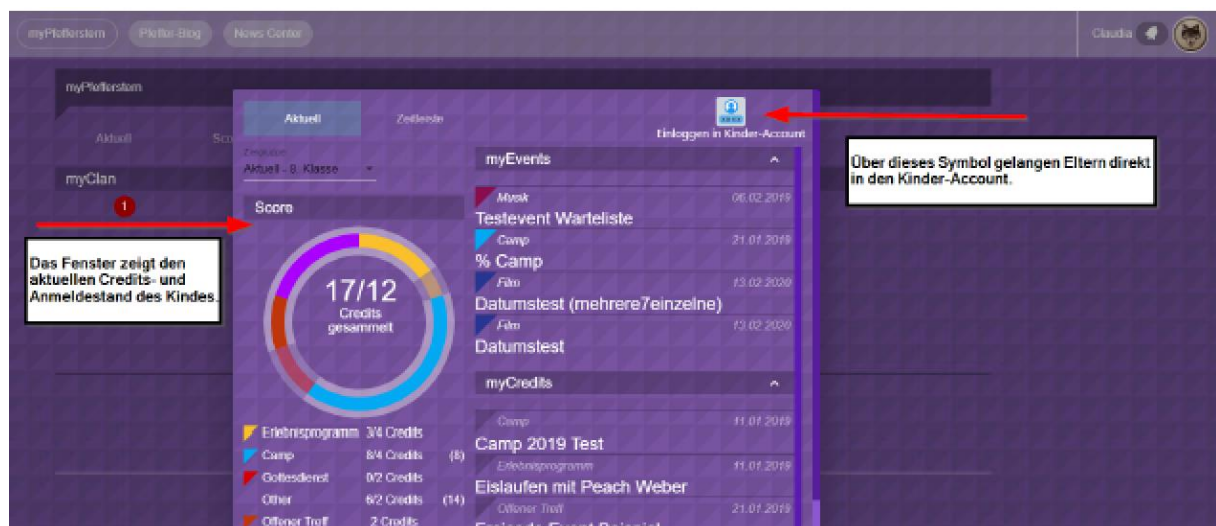 myPfefferstern
Pfeffer-Blog
News Center
Claudia
myPfefferstern
Aktuell
Sco
myClan
1
Das Fenster zeigt den
aktuellen Credits- und
Anmeldestand des Kindes.
Aktuell
Zeitleiste
Einloggen in Kinder-Account
Aktuell - 8. Klasse
Score
17/12
Credits
gesammelt
Erlebnisprogramm 3/4 Credits
Camp 8/4 Credits (8)
Gottesdienst 0/2 Credits
Other 6/2 Credits (14)
Offener Treff 2 Credits
myEvents
Musik 06.02.2019
Testevent Warteliste
Camp 21.01.2019
% Camp
Film 13.02.2020
Datumstest (mehrere7einzelne)
Film 13.02.2020
Datumstest
myCredits
Camp 11.01.2019
Camp 2019 Test
Erlebnisprogramm 11.01.2019
Eislaufen mit Peach Weber
Offener Treff 21.01.2019
Über dieses Symbol gelangen Eltern direkt
in den Kinder-Account.